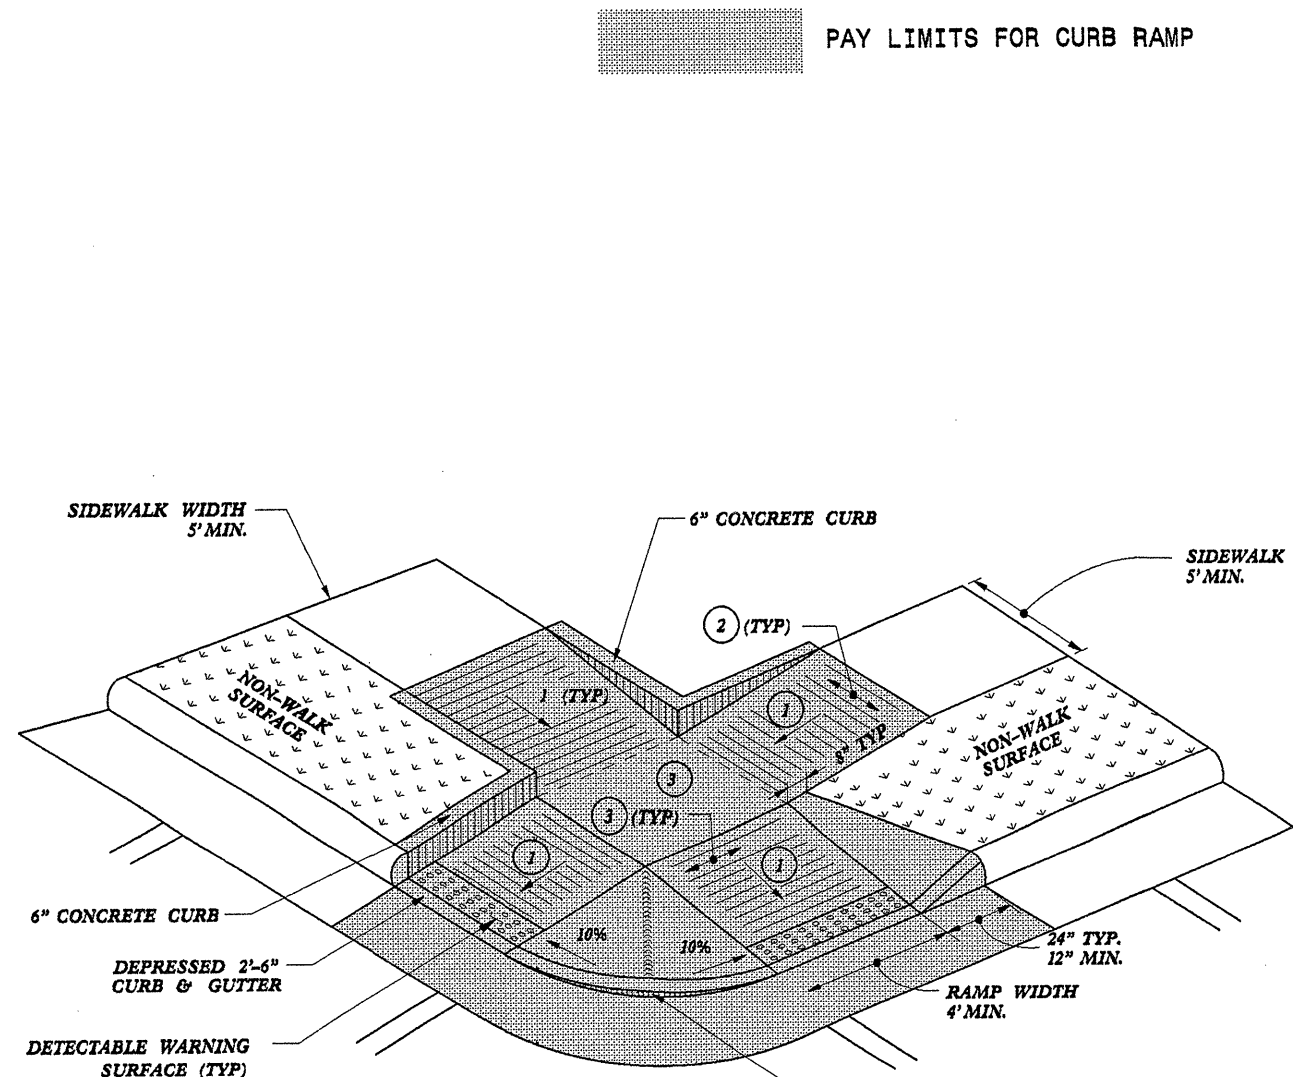 PAY LIMITS FOR CURB RAMP
SIDEWALK WIDTH
5' MIN.
6" CONCRETE CURB
SIDEWALK
5' MIN.
2 (TYP)
NON-WALK
SURFACE
1 (TYP)
1
8" TYP
NON-WALK
SURFACE
3
3 (TYP)
1
1
6" CONCRETE CURB
10%
10%
24" TYP.
12" MIN.
DEPRESSED 2'-6"
CURB & GUTTER
RAMP WIDTH
4' MIN.
DETECTABLE WARNING
SURFACE (TYP)